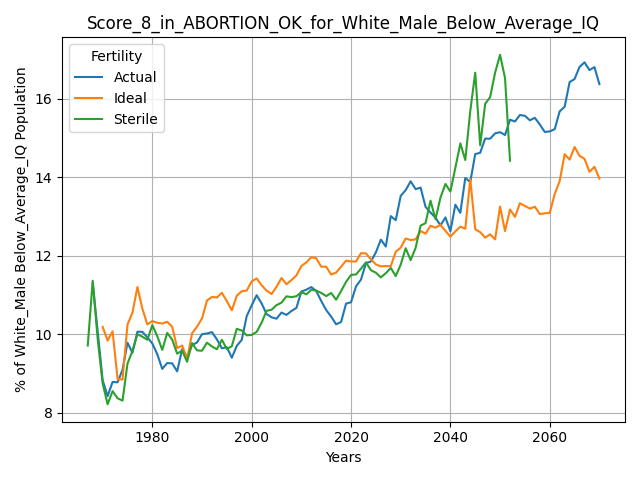 Score_8_in_ABORTION_OK_for_White_Male_Below_Average_IQ
Fertility
Actual
Ideal
Sterile
% of White_Male Below_Average_IQ Population
16
14
12
10
8
1980
2000
2020
2040
2060
Years